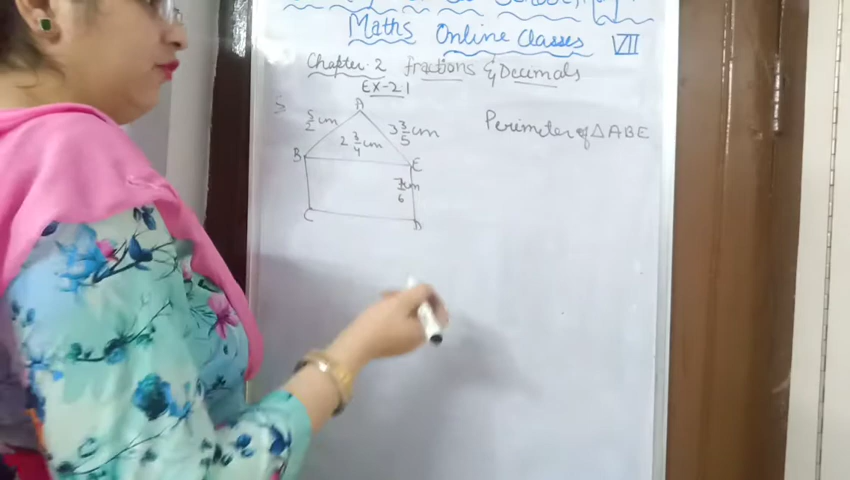 Maths Online Classes VII
Chapter-2 Fractions & Decimals
Ex-2.1
5
A
5/2 cm
3 3/5 cm
Perimeter of △ABE
2 3/4 cm
B
E
7/6 cm
C
D